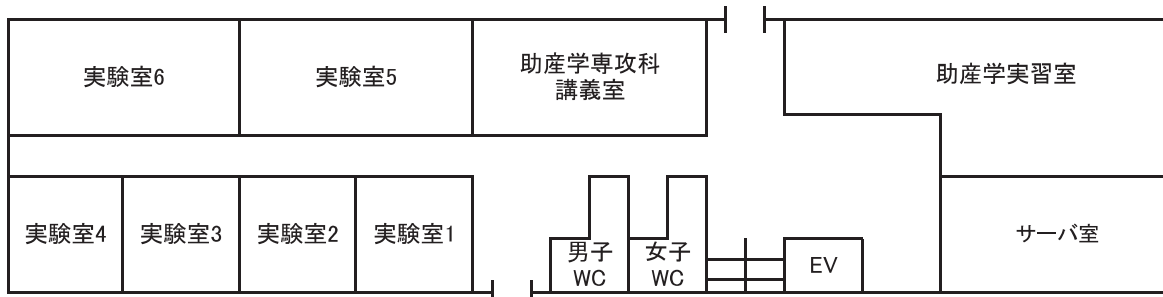 実験室6
実験室5
助産学専攻科
講義室
助産学実習室
実験室4
実験室3
実験室2
実験室1
男子
WC
女子
WC
EV
サーバ室